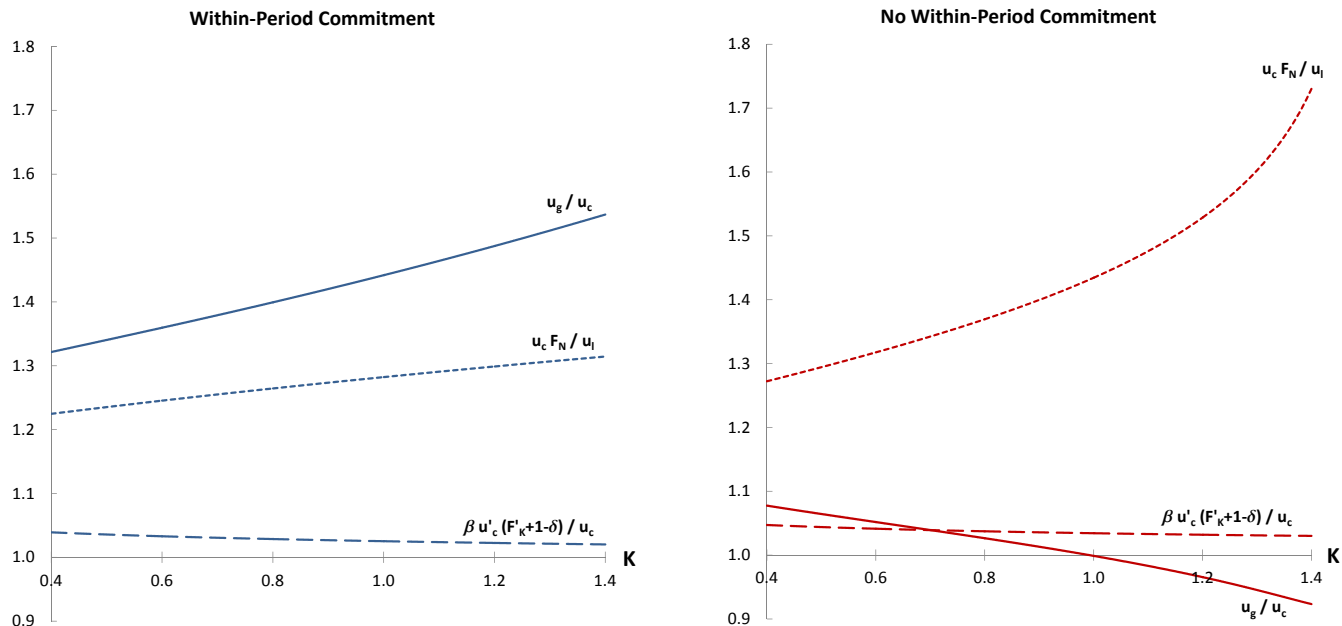 Within-Period Commitment
1.8
1.7
1.6
1.5
1.4
1.3
1.2
1.1
1.0
0.9
u_g / u_c
u_c F_N / u_l
β u'_c (F'_K+1-δ) / u_c
K
0.4 0.6 0.8 1.0 1.2 1.4
No Within-Period Commitment
1.8
1.7
1.6
1.5
1.4
1.3
1.2
1.1
1.0
0.9
u_c F_N / u_l
β u'_c (F'_K+1-δ) / u_c
K
0.4 0.6 0.8 1.0 1.2 1.4
u_g / u_c